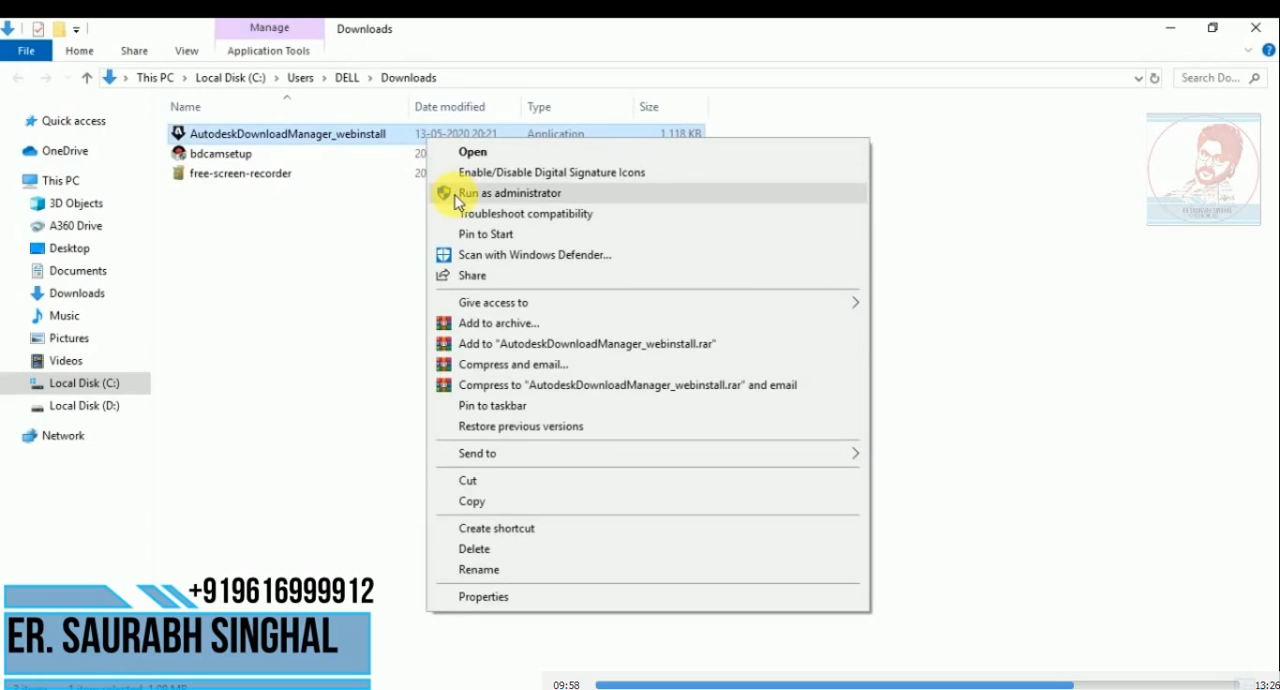 Manage
Downloads
File
Home
Share
View
Application Tools
This PC
Local Disk (C:)
Users
DELL
Downloads
Search Do...
Name
Date modified
Type
Size
Quick access
OneDrive
This PC
3D Objects
A360 Drive
Desktop
Documents
Downloads
Music
Pictures
Videos
Local Disk (C:)
Local Disk (D:)
Network
AutodeskDownloadManager_webinstall
13-05-2020 20:21
Application
1,118 KB
bdcamsetup
20
free-screen-recorder
20
Open
Enable/Disable Digital Signature Icons
Run as administrator
Troubleshoot compatibility
Pin to Start
Scan with Windows Defender...
Share
Give access to
Add to archive...
Add to "AutodeskDownloadManager_webinstall.rar"
Compress and email...
Compress to "AutodeskDownloadManager_webinstall.rar" and email
Pin to taskbar
Restore previous versions
Send to
Cut
Copy
Create shortcut
Delete
Rename
Properties
ER. SAURABH SINGHAL
+919616999912
ER. SAURABH SINGHAL
09:58
13:26